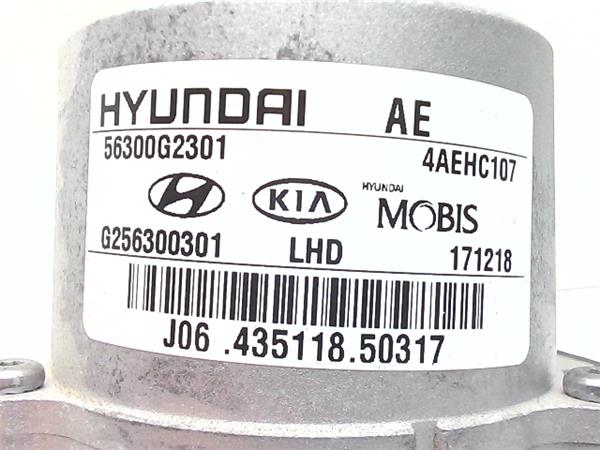 HYUNDAI AE
56300G2301 4AEHC107
KIA HYUNDAI MOBIS
G256300301 LHD 171218
J06 .435118.50317